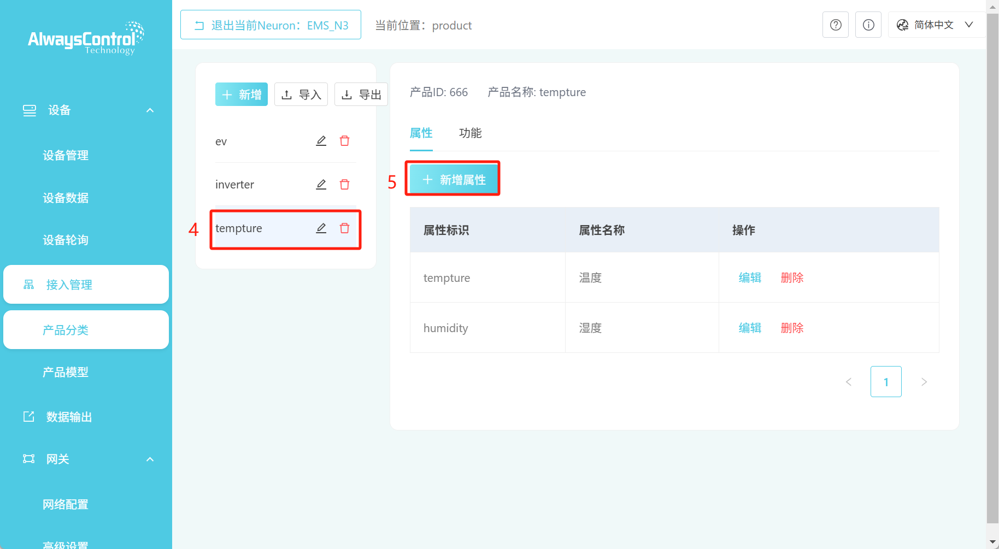 AlwaysControl
Technology
设备
设备管理
设备数据
设备轮询
接入管理
产品分类
产品模型
数据输出
网关
网络配置
高级设置
退出当前Neuron：EMS_N3
当前位置：product
简体中文
新增
导入
导出
ev
inverter
4
tempture
产品ID: 666
产品名称: tempture
属性
功能
5
新增属性
属性标识
属性名称
操作
tempture
温度
编辑
删除
humidity
湿度
编辑
删除
1